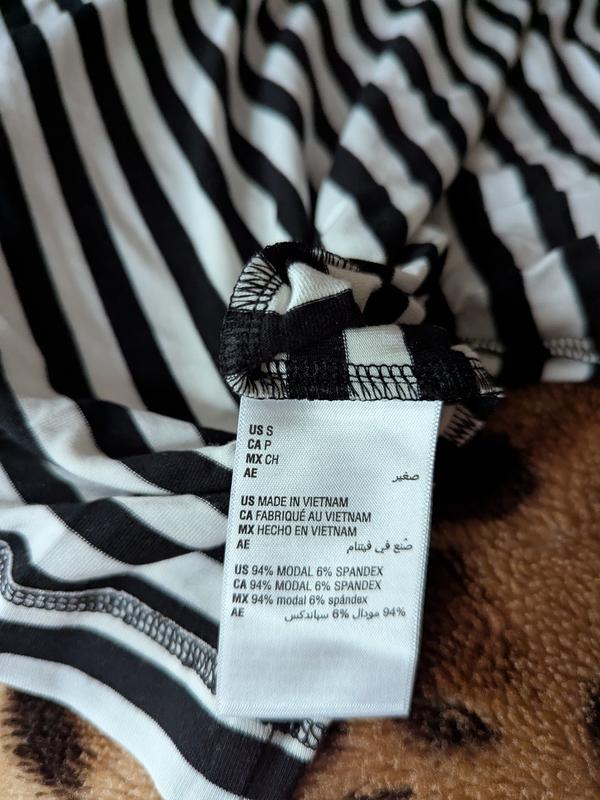 US S
CA P
MX CH
AE صغير
US MADE IN VIETNAM
CA FABRIQUÉ AU VIETNAM
MX HECHO EN VIETNAM
AE صُنع في فيتنام
US 94% MODAL 6% SPANDEX
CA 94% MODAL 6% SPANDEX
MX 94% modal 6% spándex
AE 94% مودال 6% سباندكس